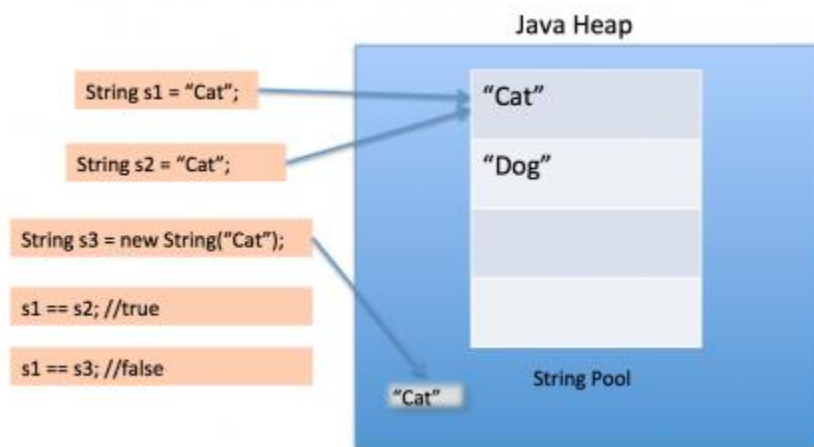 Java Heap
String s1 = “Cat”;
“Cat”
String s2 = “Cat”;
“Dog”
String s3 = new String(“Cat”);
s1 == s2; //true
s1 == s3; //false
“Cat”
String Pool